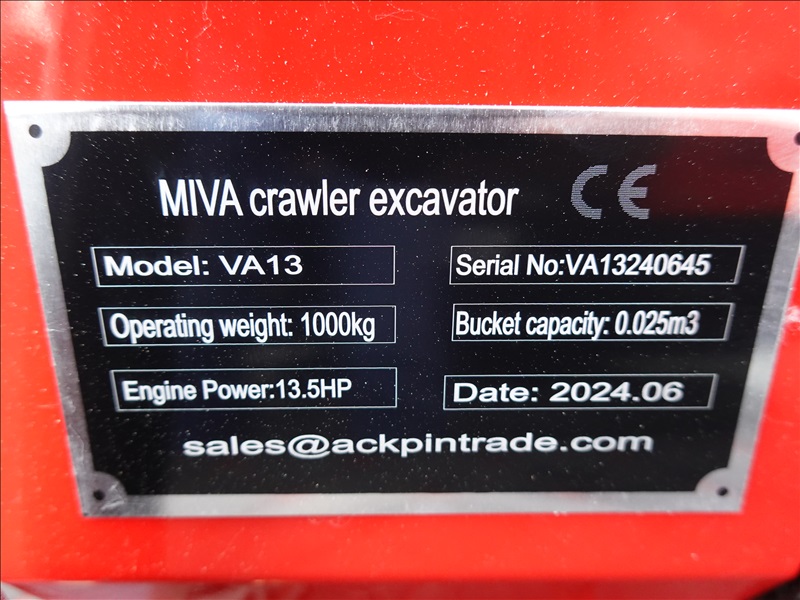 MIVA crawler excavator CE
Model: VA13
Serial No:VA13240645
Operating weight: 1000kg
Bucket capacity: 0.025m3
Engine Power:13.5HP
Date: 2024.06
sales@ackpintrade.com